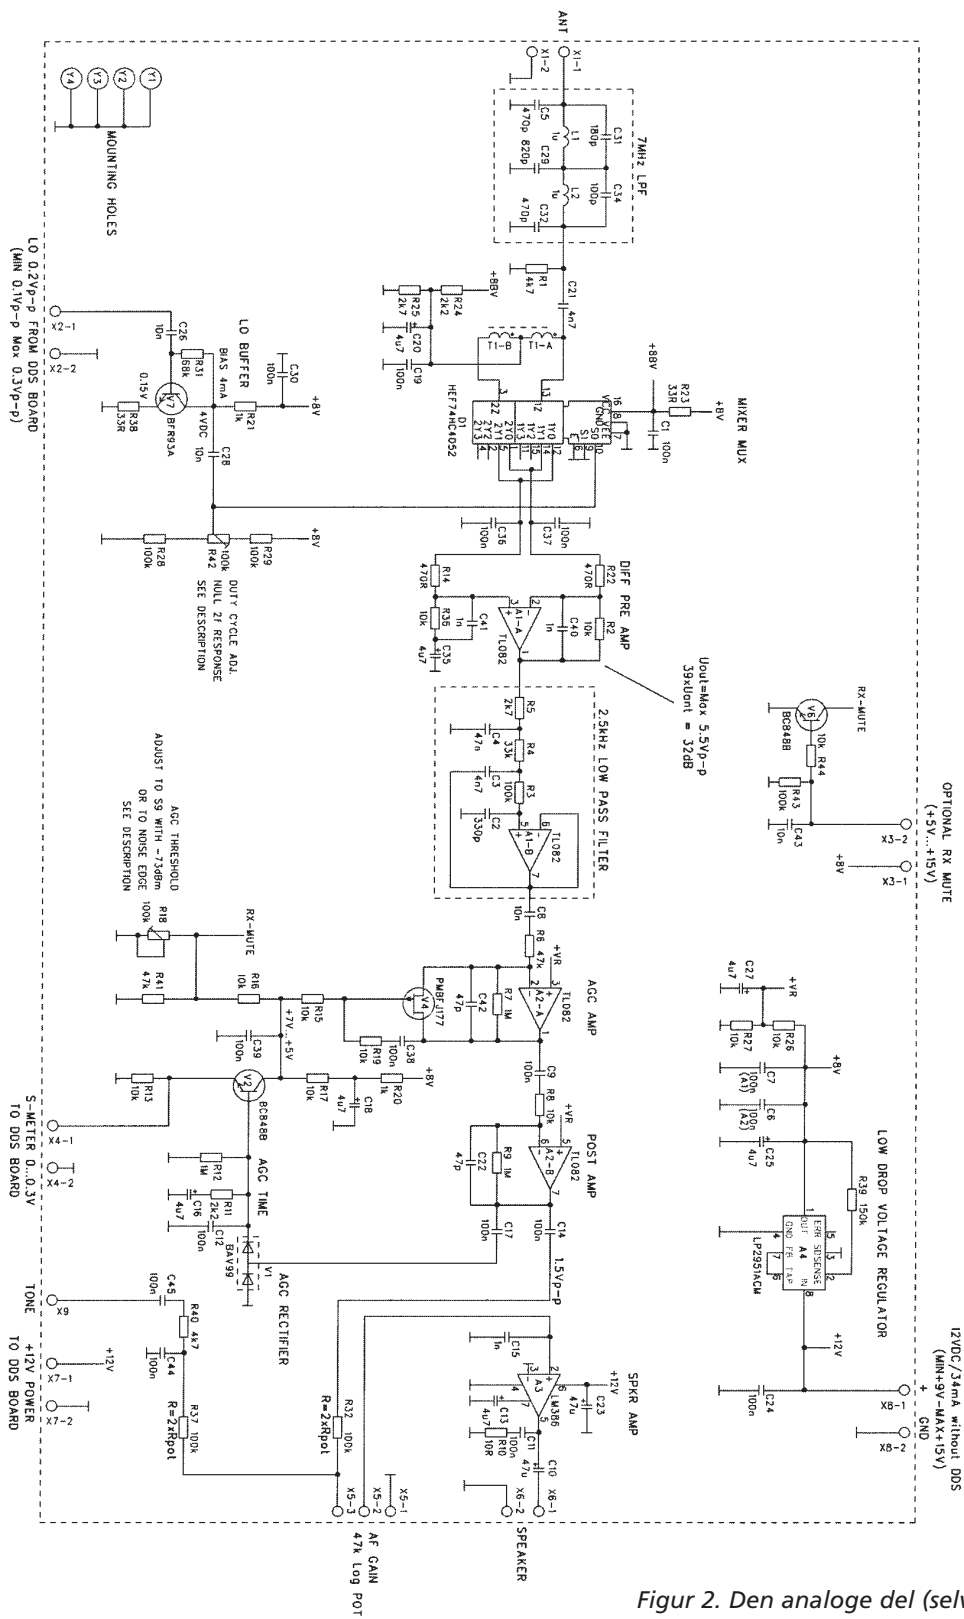 ANT
X1-1
X1-2
7MHz LPF
C31
180p
C34
100p
L1
1u
L2
1u
C5
470p
C29
820p
C32
470p
Y1
Y2
Y3
Y4
MOUNTING HOLES
R1
4k7
C21
4n7
+8BV
R24
2k2
R25
2k7
C20
4u7
C19
100n
T1-B
T1-A
MIXER MUX
+8V
R23
33R
+8BV
C1
100n
D1
HEF74HC4052
LO 0.2Vp-p FROM DDS BOARD
(MIN 0.1Vp-p Max 0.3Vp-p)
X2-1
X2-2
LO BUFFER
BIAS 4mA
C26
10n
R31
68k
C30
100n
+8V
R21
1k
4VDC
V7
BFR93A
0.15V
R38
33R
C28
10n
+8V
R29
100k
R42
100k
R28
100k
DUTY CYCLE ADJ.
NULL 2f RESPONSE
SEE DESCRIPTION
C37
100n
C36
100n
DIFF PRE AMP
R22
470R
R14
470R
R2
10k
C40
1n
A1-A
TL082
C41
1n
R36
10k
C35
4u7
Uout=Max 5.5Vp-p
39xUant = 32dB
2.5kHz LOW PASS FILTER
R5
2k7
C4
47n
R4
33k
C3
4n7
R3
100k
C2
330p
A1-B
TL082
OPTIONAL RX MUTE
(+5V...+15V)
X3-2
X3-1
+8V
RX-MUTE
V6
BC848B
R44
10k
R43
100k
C43
10n
C8
10n
R6
47k
+VR
AGC AMP
A2-A
TL082
R7
1M
C42
47p
V4
PMBFJ177
C38
100n
R19
10k
R15
10k
R16
10k
RX-MUTE
R18
100k
R41
47k
AGC THRESHOLD
ADJUST TO S9 WITH -73dBm
OR TO NOISE EDGE
SEE DESCRIPTION
+7V...+5V
C39
100n
+8V
R20
1k
C18
4u7
R17
10k
V2
BC848B
R13
10k
X4-1
X4-2
S-METER 0...0.3V
TO DDS BOARD
C9
100n
R8
10k
+VR
POST AMP
A2-B
TL082
R9
1M
C22
47p
C17
100n
C14
100n
1.5Vp-p
AGC TIME
R12
1M
R11
2k2
C16
4u7
C12
100n
V1
BAV99
AGC RECTIFIER
LOW DROP VOLTAGE REGULATOR
+VR
C27
4u7
R26
10k
R27
10k
+8V
C7
100n
(A1)
C6
100n
(A2)
C25
4u7
R39 150k
OUT
ERR
SD
SENSE
GND
FB
TAP
IN
A4
LP2951ACM
+12V
C24
100n
X8-1
X8-2
+
GND
12VDC/34mA without DDS
(MIN+9V-MAX+15V)
SPKR AMP
+12V
C23
47u
A3
LM386
C15
1n
C13
4u7
R10
10R
C11
100n
C10
47u
X6-1
X6-2
SPEAKER
X5-1
X5-2
X5-3
AF GAIN
47k Log POT
R32
100k
R=2xRpot
R37
100k
R=2xRpot
R40 4k7
C45
100n
C44
100n
X9
TONE
+12V
X7-1
X7-2
+12V POWER
TO DDS BOARD
Figur 2. Den analoge del (selv